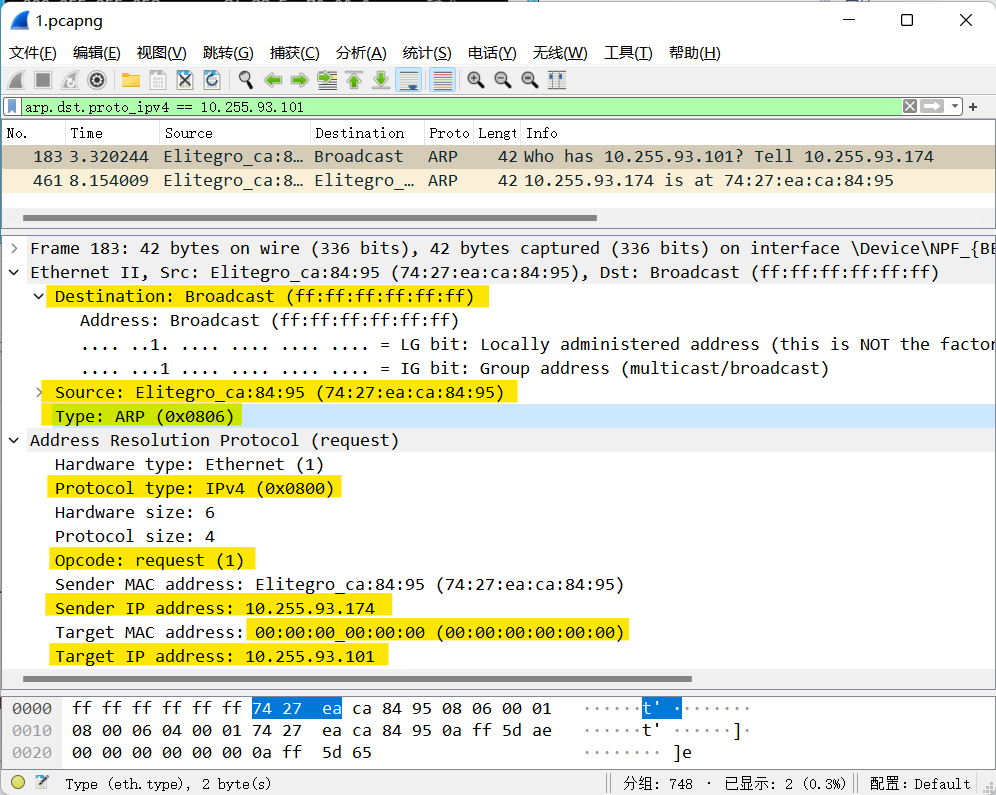 1.pcapng
文件(F) 编辑(E) 视图(V) 跳转(G) 捕获(C) 分析(A) 统计(S) 电话(Y) 无线(W) 工具(T) 帮助(H)
arp.dst.proto_ipv4 == 10.255.93.101
No. Time Source Destination Proto Lengt Info
183 3.320244 Elitegro_ca:8… Broadcast ARP 42 Who has 10.255.93.101? Tell 10.255.93.174
461 8.154009 Elitegro_ca:8… Elitegro_… ARP 42 10.255.93.174 is at 74:27:ea:ca:84:95
Frame 183: 42 bytes on wire (336 bits), 42 bytes captured (336 bits) on interface \Device\NPF_{BE
Ethernet II, Src: Elitegro_ca:84:95 (74:27:ea:ca:84:95), Dst: Broadcast (ff:ff:ff:ff:ff:ff)
Destination: Broadcast (ff:ff:ff:ff:ff:ff)
Address: Broadcast (ff:ff:ff:ff:ff:ff)
.... ..1. .... .... .... .... = LG bit: Locally administered address (this is NOT the factor
.... ...1 .... .... .... .... = IG bit: Group address (multicast/broadcast)
Source: Elitegro_ca:84:95 (74:27:ea:ca:84:95)
Type: ARP (0x0806)
Address Resolution Protocol (request)
Hardware type: Ethernet (1)
Protocol type: IPv4 (0x0800)
Hardware size: 6
Protocol size: 4
Opcode: request (1)
Sender MAC address: Elitegro_ca:84:95 (74:27:ea:ca:84:95)
Sender IP address: 10.255.93.174
Target MAC address: 00:00:00_00:00:00 (00:00:00:00:00:00)
Target IP address: 10.255.93.101
0000 ff ff ff ff ff ff 74 27 ea ca 84 95 08 06 00 01 ······t' ········
0010 08 00 06 04 00 01 74 27 ea ca 84 95 0a ff 5d ae ······t' ······]·
0020 00 00 00 00 00 00 0a ff 5d 65 ········ ]e
Type (eth.type), 2 byte(s) 分组: 748 · 已显示: 2 (0.3%) 配置: Default